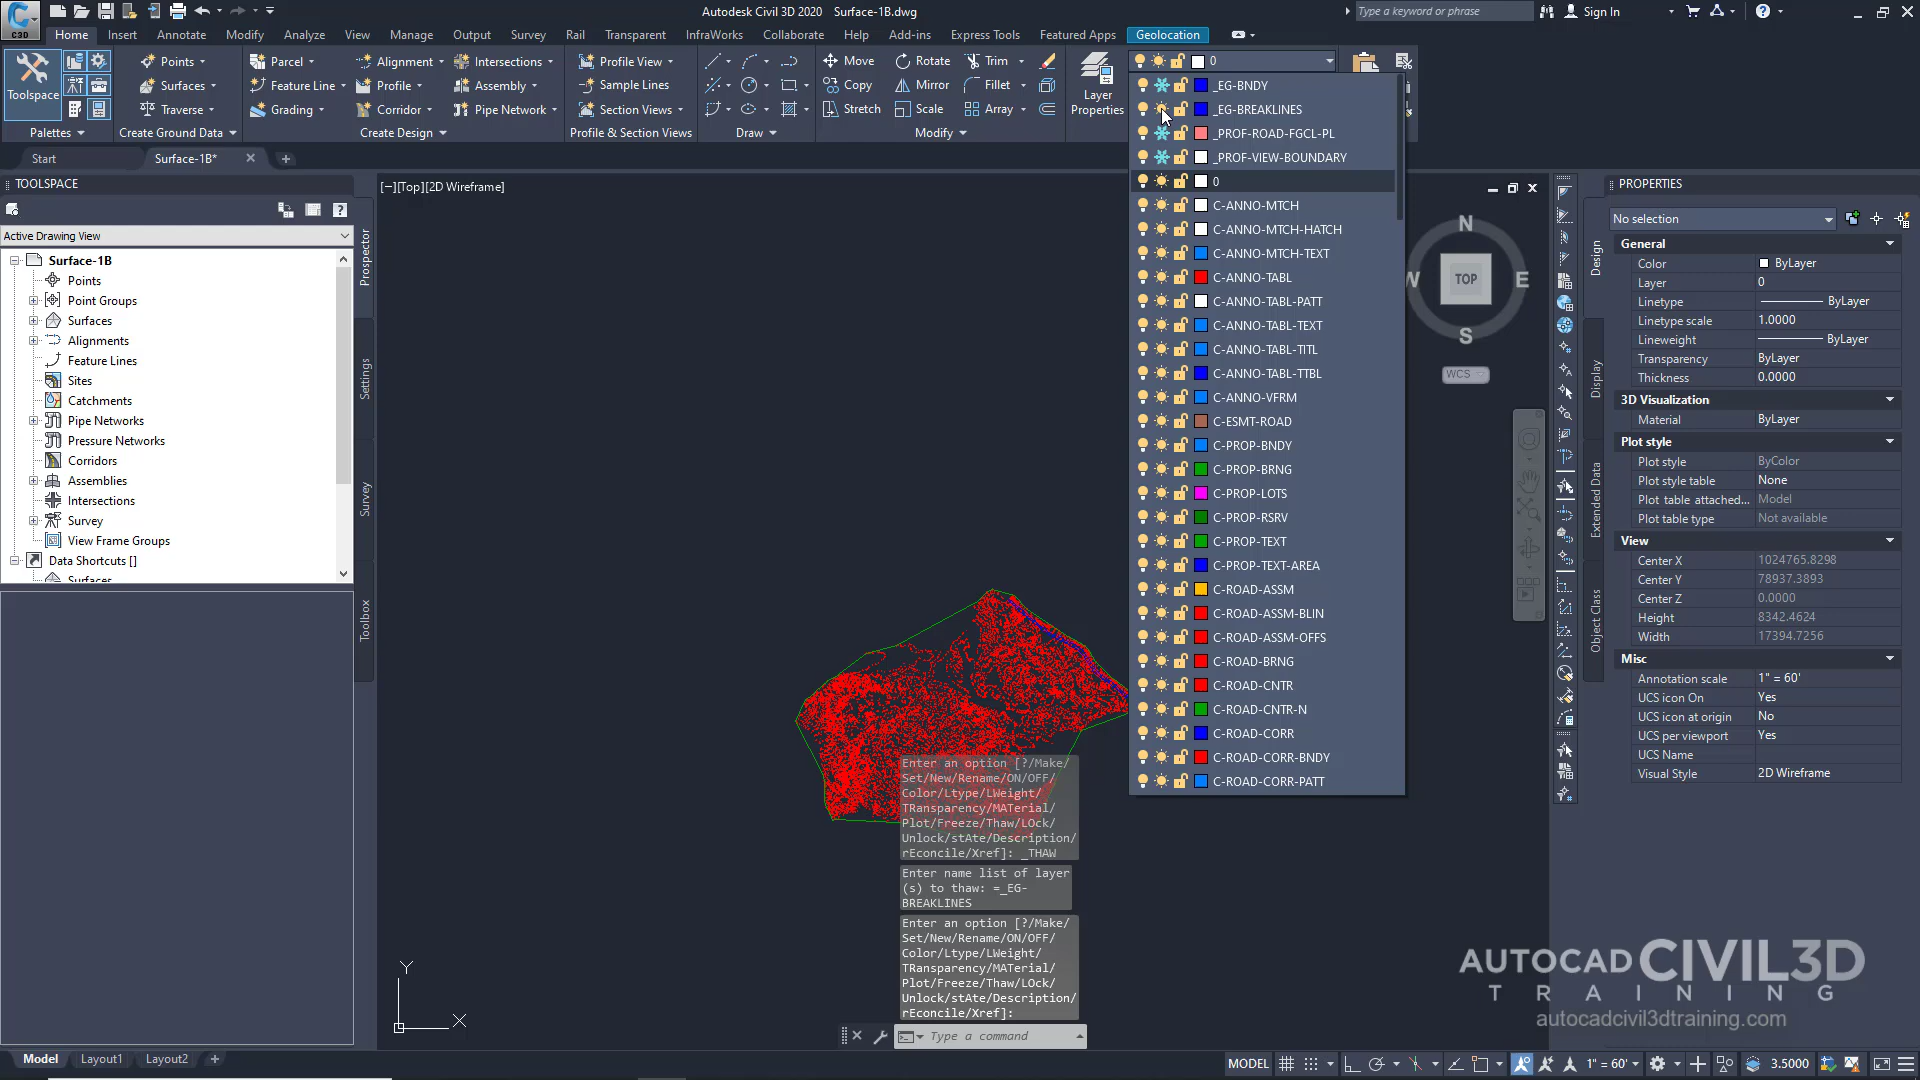 C3D
Autodesk Civil 3D 2020 Surface-1B.dwg
Type a keyword or phrase
Sign In
Home Insert Annotate Modify Analyze View Manage Output Survey Rail Transparent InfraWorks Collaborate Help Add-ins Express Tools Featured Apps Geolocation
Toolspace
Palettes
Points
Surfaces
Traverse
Create Ground Data
Parcel
Feature Line
Grading
Alignment
Profile
Corridor
Intersections
Assembly
Pipe Network
Create Design
Profile View
Sample Lines
Section Views
Profile & Section Views
Draw
Move
Copy
Stretch
Rotate
Mirror
Scale
Trim
Fillet
Array
Modify
Layer
Properties
0
_EG-BNDY
_EG-BREAKLINES
_PROF-ROAD-FGCL-PL
_PROF-VIEW-BOUNDARY
0
C-ANNO-MTCH
C-ANNO-MTCH-HATCH
C-ANNO-MTCH-TEXT
C-ANNO-TABL
C-ANNO-TABL-PATT
C-ANNO-TABL-TEXT
C-ANNO-TABL-TITL
C-ANNO-TABL-TTBL
C-ANNO-VFRM
C-ESMT-ROAD
C-PROP-BNDY
C-PROP-BRNG
C-PROP-LOTS
C-PROP-RSRV
C-PROP-TEXT
C-PROP-TEXT-AREA
C-ROAD-ASSM
C-ROAD-ASSM-BLIN
C-ROAD-ASSM-OFFS
C-ROAD-BRNG
C-ROAD-CNTR
C-ROAD-CNTR-N
C-ROAD-CORR
C-ROAD-CORR-BNDY
C-ROAD-CORR-PATT
Start
Surface-1B*
TOOLSPACE
Active Drawing View
Surface-1B
Points
Point Groups
Surfaces
Alignments
Feature Lines
Sites
Catchments
Pipe Networks
Pressure Networks
Corridors
Assemblies
Intersections
Survey
View Frame Groups
Data Shortcuts []
Surfaces
Prospector
Settings
Survey
Toolbox
[−][Top][2D Wireframe]
N
W
TOP
E
S
WCS
Enter an option [?/Make/
Set/New/Rename/ON/OFF/
Color/Ltype/LWeight/
TRansparency/MATerial/
Plot/Freeze/Thaw/LOck/
Unlock/stAte/Description/
rEconcile/Xref]: _THAW
Enter name list of layer
(s) to thaw: =_EG-
BREAKLINES
Enter an option [?/Make/
Set/New/Rename/ON/OFF/
Color/Ltype/LWeight/
TRansparency/MATerial/
Plot/Freeze/Thaw/LOck/
Unlock/stAte/Description/
rEconcile/Xref]:
Type a command
Y
X
PROPERTIES
No selection
Design
Display
Extended Data
Object Class
General
Color ByLayer
Layer 0
Linetype ByLayer
Linetype scale 1.0000
Lineweight ByLayer
Transparency ByLayer
Thickness 0.0000
3D Visualization
Material ByLayer
Plot style
Plot style ByColor
Plot style table None
Plot table attached... Model
Plot table type Not available
View
Center X 1024765.8298
Center Y 78937.3893
Center Z 0.0000
Height 8342.4624
Width 17394.7256
Misc
Annotation scale 1" = 60'
UCS icon On Yes
UCS icon at origin No
UCS per viewport Yes
UCS Name
Visual Style 2D Wireframe
AUTOCAD CIVIL3D
TRAINING
autocadcivil3dtraining.com
Model Layout1 Layout2
MODEL
1" = 60'
3.5000